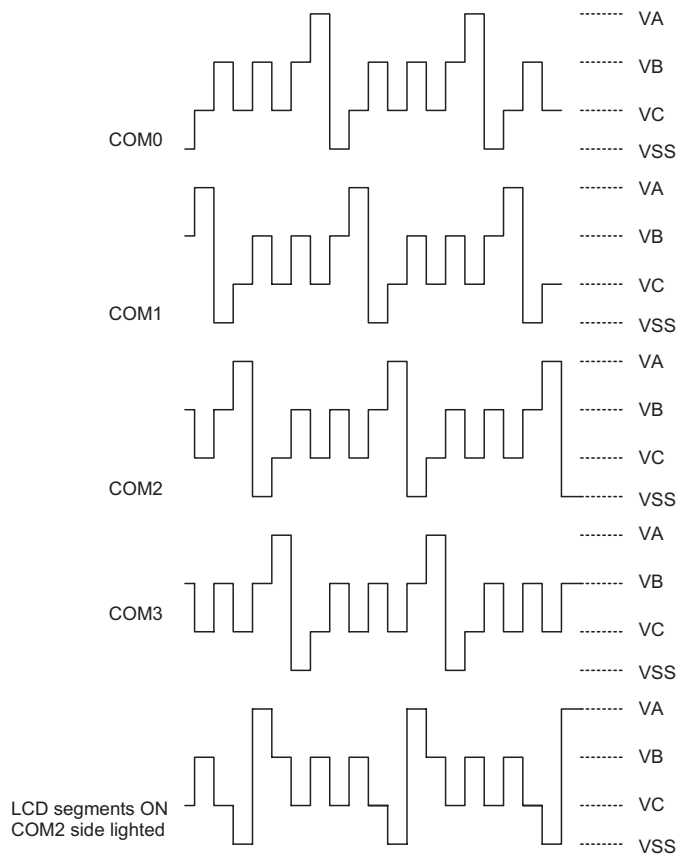 VA
VB
VC
COM0
VSS
VA
VB
VC
COM1
VSS
VA
VB
VC
COM2
VSS
VA
VB
COM3
VC
VSS
VA
VB
LCD segments ON
VC
COM2 side lighted
VSS